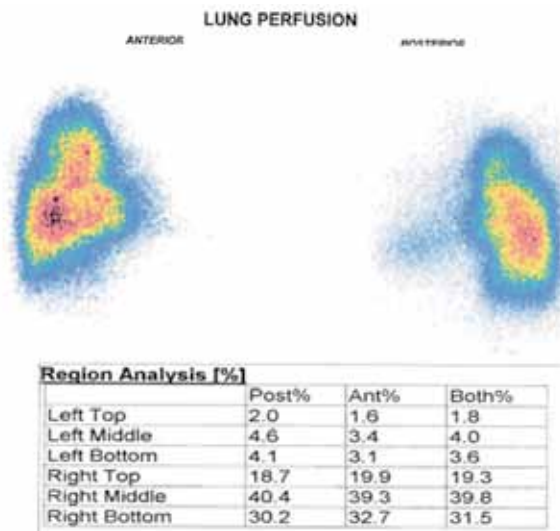 LUNG PERFUSION
ANTERIOR
POSTERIOR
Region Analysis [%]
Post% Ant% Both%
Left Top 2.0 1.6 1.8
Left Middle 4.6 3.4 4.0
Left Bottom 4.1 3.1 3.6
Right Top 18.7 19.9 19.3
Right Middle 40.4 39.3 39.8
Right Bottom 30.2 32.7 31.5